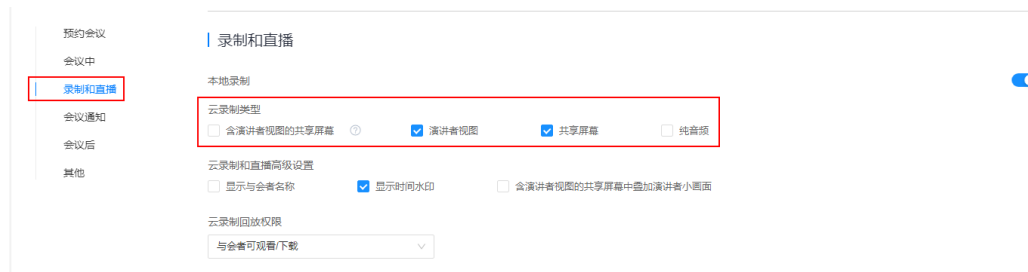 预约会议
会议中
录制和直播
会议通知
会议后
其他
录制和直播
本地录制
云录制类型
含演讲者视图的共享屏幕 ? 演讲者视图 共享屏幕 纯音频
云录制和直播高级设置
显示与会者名称 显示时间水印 含演讲者视图的共享屏幕中叠加演讲者小画面
云录制回放权限
与会者可观看/下载